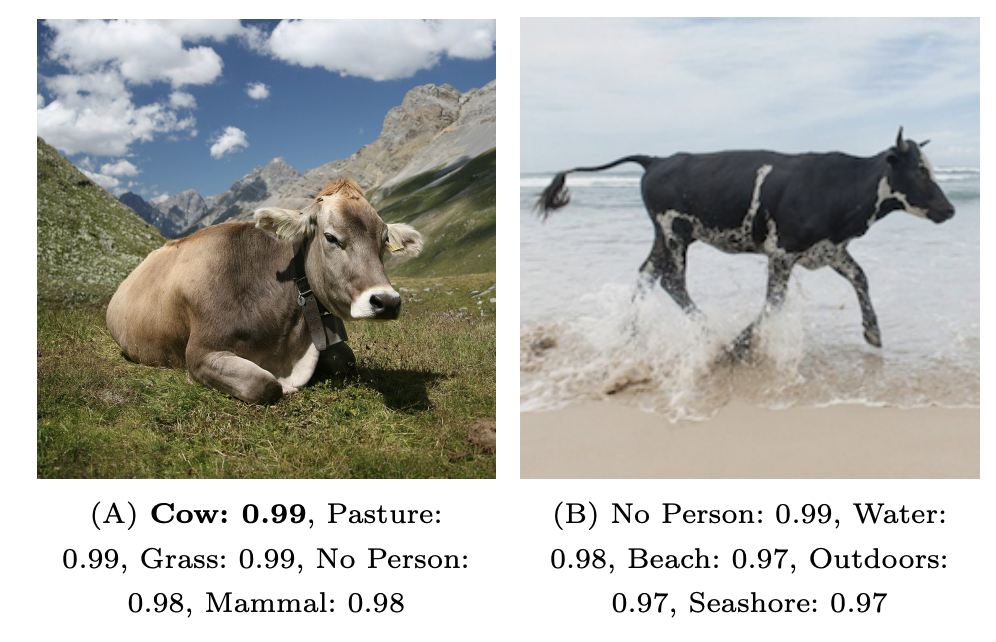 (A) Cow: 0.99, Pasture:
0.99, Grass: 0.99, No Person:
0.98, Mammal: 0.98
(B) No Person: 0.99, Water:
0.98, Beach: 0.97, Outdoors:
0.97, Seashore: 0.97